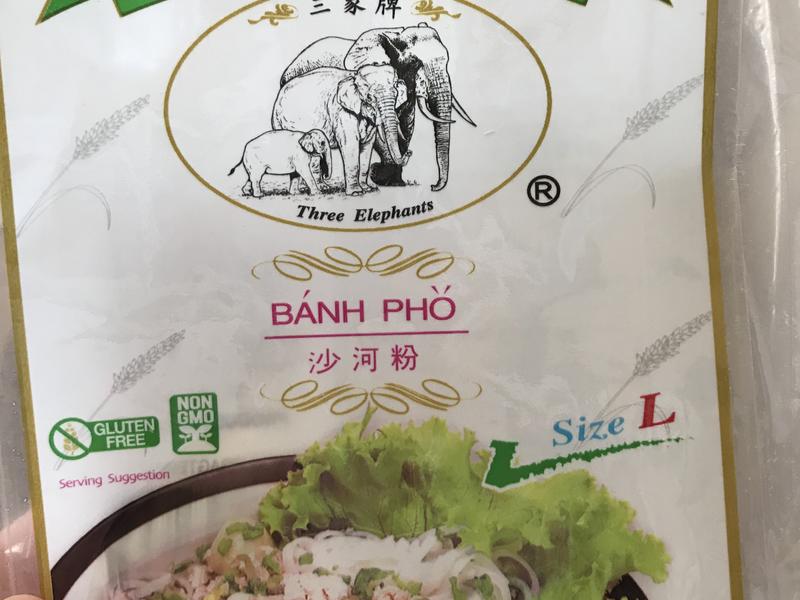 三象牌
Three Elephants
®
BÁNH PHỞ
沙河粉
GLUTEN
FREE
NON
GMO
Size L
Serving Suggestion